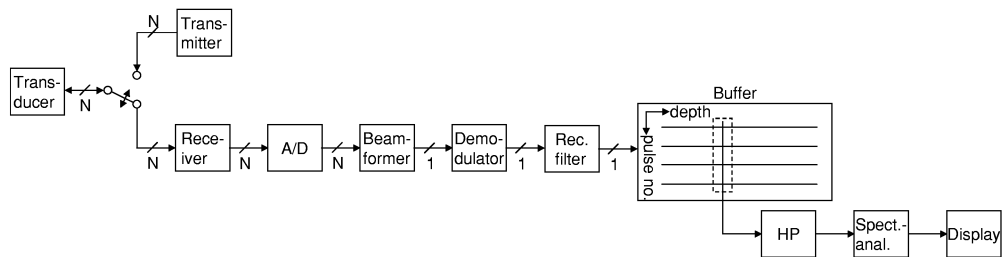 N
Trans-
mitter
Trans-
ducer
N
N
Rece-
iver
N
A/D
N
Beam-
former
1
Demo-
dulator
1
Rec.
filter
1
Buffer
depth
pulse no.
HP
Spect.-
anal.
Display